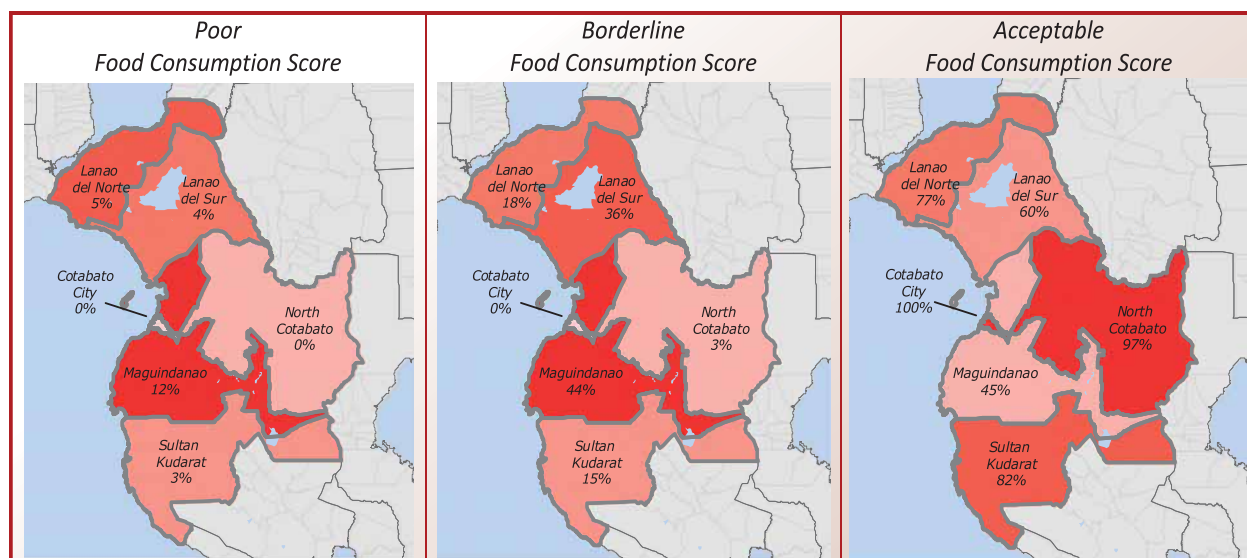 Poor
Food Consumption Score
Lanao
del Norte
5%
Lanao
del Sur
4%
Cotabato
City
0%
North
Cotabato
0%
Maguindanao
12%
Sultan
Kudarat
3%
Borderline
Food Consumption Score
Lanao
del Norte
18%
Lanao
del Sur
36%
Cotabato
City
0%
North
Cotabato
3%
Maguindanao
44%
Sultan
Kudarat
15%
Acceptable
Food Consumption Score
Lanao
del Norte
77%
Lanao
del Sur
60%
Cotabato
City
100%
North
Cotabato
97%
Maguindanao
45%
Sultan
Kudarat
82%